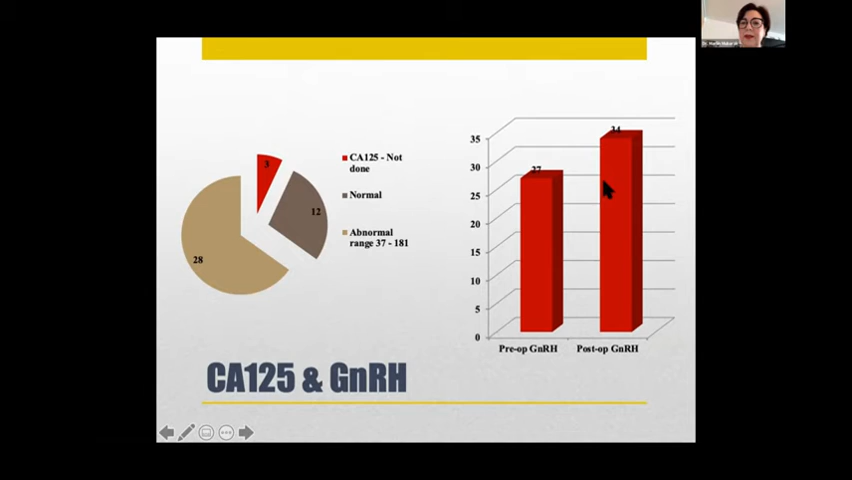 3
12
28
CA125 - Not
done
Normal
Abnormal
range 37 - 181
35
30
25
20
15
10
5
0
27
34
Pre-op GnRH
Post-op GnRH
CA125 & GnRH